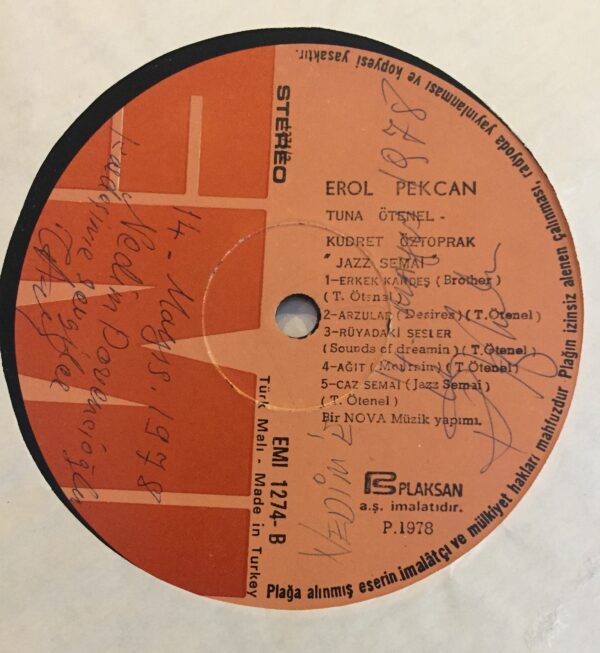 STEREO
EROL PEKCAN
TUNA ÖTENEL -
KUDRET ÖZTOPRAK
"JAZZ SEMAI"
1-ERKEK KARDEŞ (Brother)
(T. Ötenel)
2-ARZULAR (Desires) (T.Ötenel)
3-RÜYADAKİ SESLER
(Sounds of dreamin) (T.Ötenel)
4-AĞIT (Mournin) (T. Ötenel)
5-CAZ SEMAİ (Jazz Semai)
(T. Ötenel)
Bir NOVA Müzik yapımı.
PLAKSAN
a.ş. imalatıdır.
P.1978
EMI 1274-B
Türk Malı - Made in Turkey
Plağa alınmış eserin.imalâtçı ve mülkiyet hakları mahfuzdur Plağın izinsiz alenen çalınması, radyoda yayınlanması ve kopyesi yasaktır.
14 - Mayıs, 1978
1978